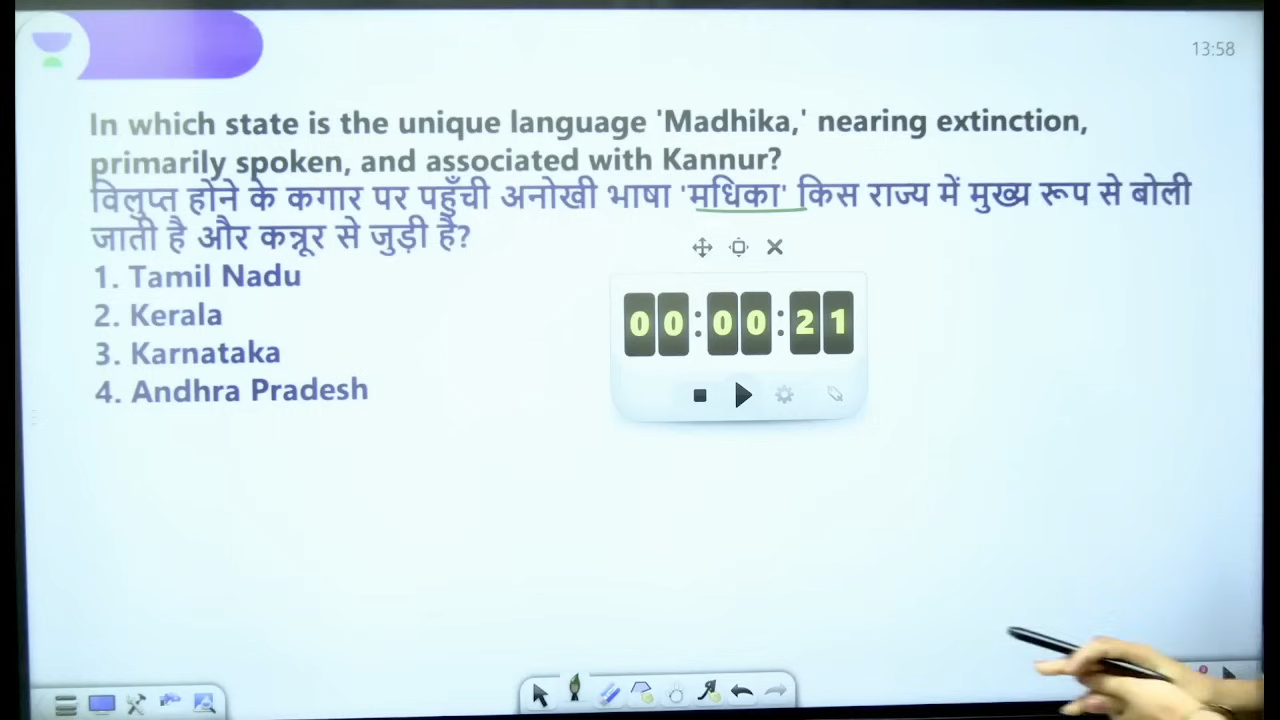 13:58
In which state is the unique language 'Madhika,' nearing extinction,
primarily spoken, and associated with Kannur?
विलुप्त होने के कगार पर पहुँची अनोखी भाषा 'मधिका' किस राज्य में मुख्य रूप से बोली
जाती है और कन्नूर से जुड़ी है?
1. Tamil Nadu
2. Kerala
3. Karnataka
4. Andhra Pradesh
00:00:21